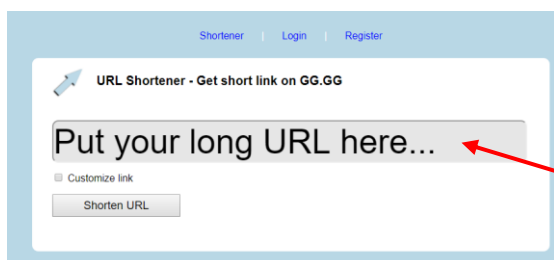 Shortener | Login | Register
URL Shortener - Get short link on GG.GG
Put your long URL here...
Customize link
Shorten URL